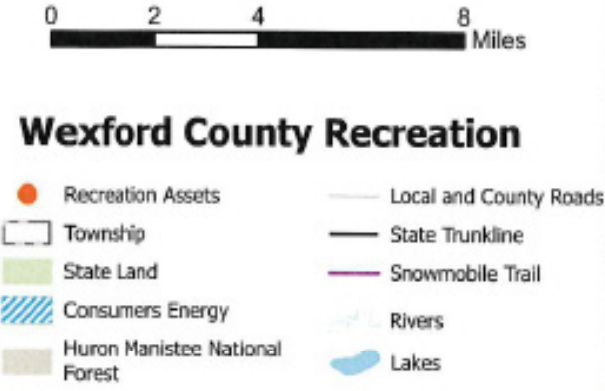 0 2 4 8
Miles
Wexford County Recreation
Recreation Assets
Township
State Land
Consumers Energy
Huron Manistee National
Forest
Local and County Roads
State Trunkline
Snowmobile Trail
Rivers
Lakes